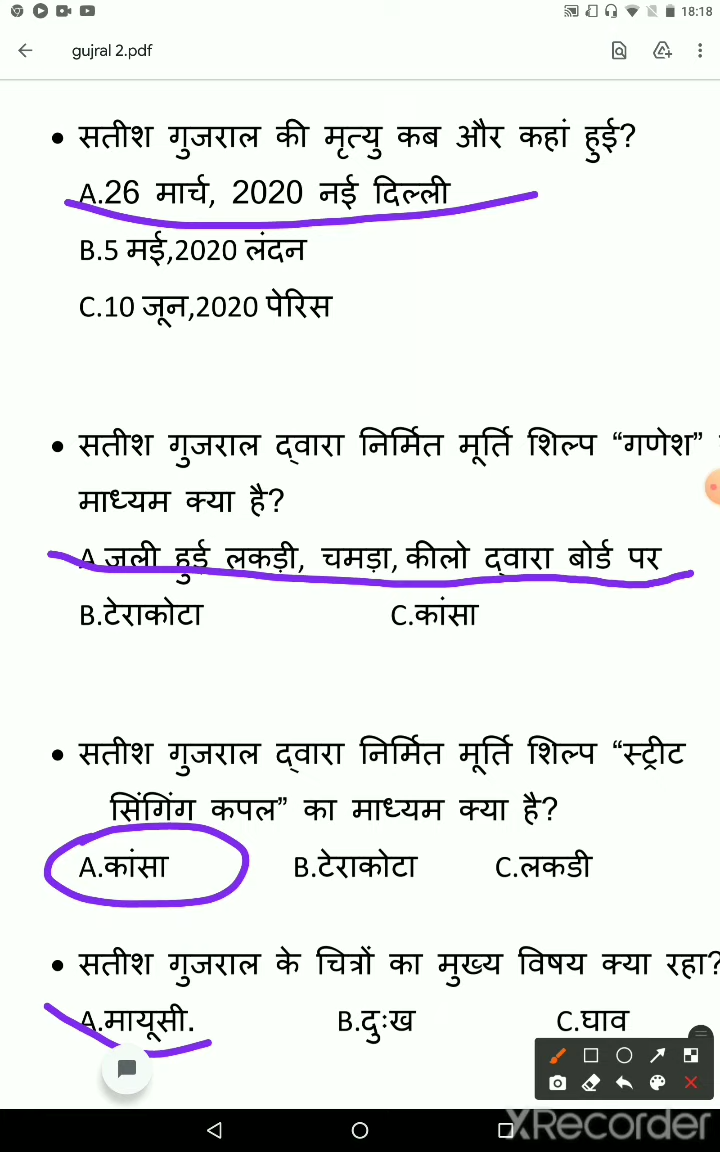 18:18
gujral 2.pdf
• सतीश गुजराल की मृत्यु कब और कहां हुई?
A.26 मार्च, 2020 नई दिल्ली
B.5 मई,2020 लंदन
C.10 जून,2020 पेरिस
• सतीश गुजराल द्वारा निर्मित मूर्ति शिल्प “गणेश”
माध्यम क्या है?
A.जली हुई लकड़ी, चमड़ा,कीलो द्वारा बोर्ड पर
B.टेराकोटा C.कांसा
• सतीश गुजराल द्वारा निर्मित मूर्ति शिल्प “स्ट्रीट
सिंगिंग कपल” का माध्यम क्या है?
A.कांसा B.टेराकोटा C.लकडी
• सतीश गुजराल के चित्रों का मुख्य विषय क्या रहा?
A.मायूसी. B.दुःख C.घाव
XRecorder